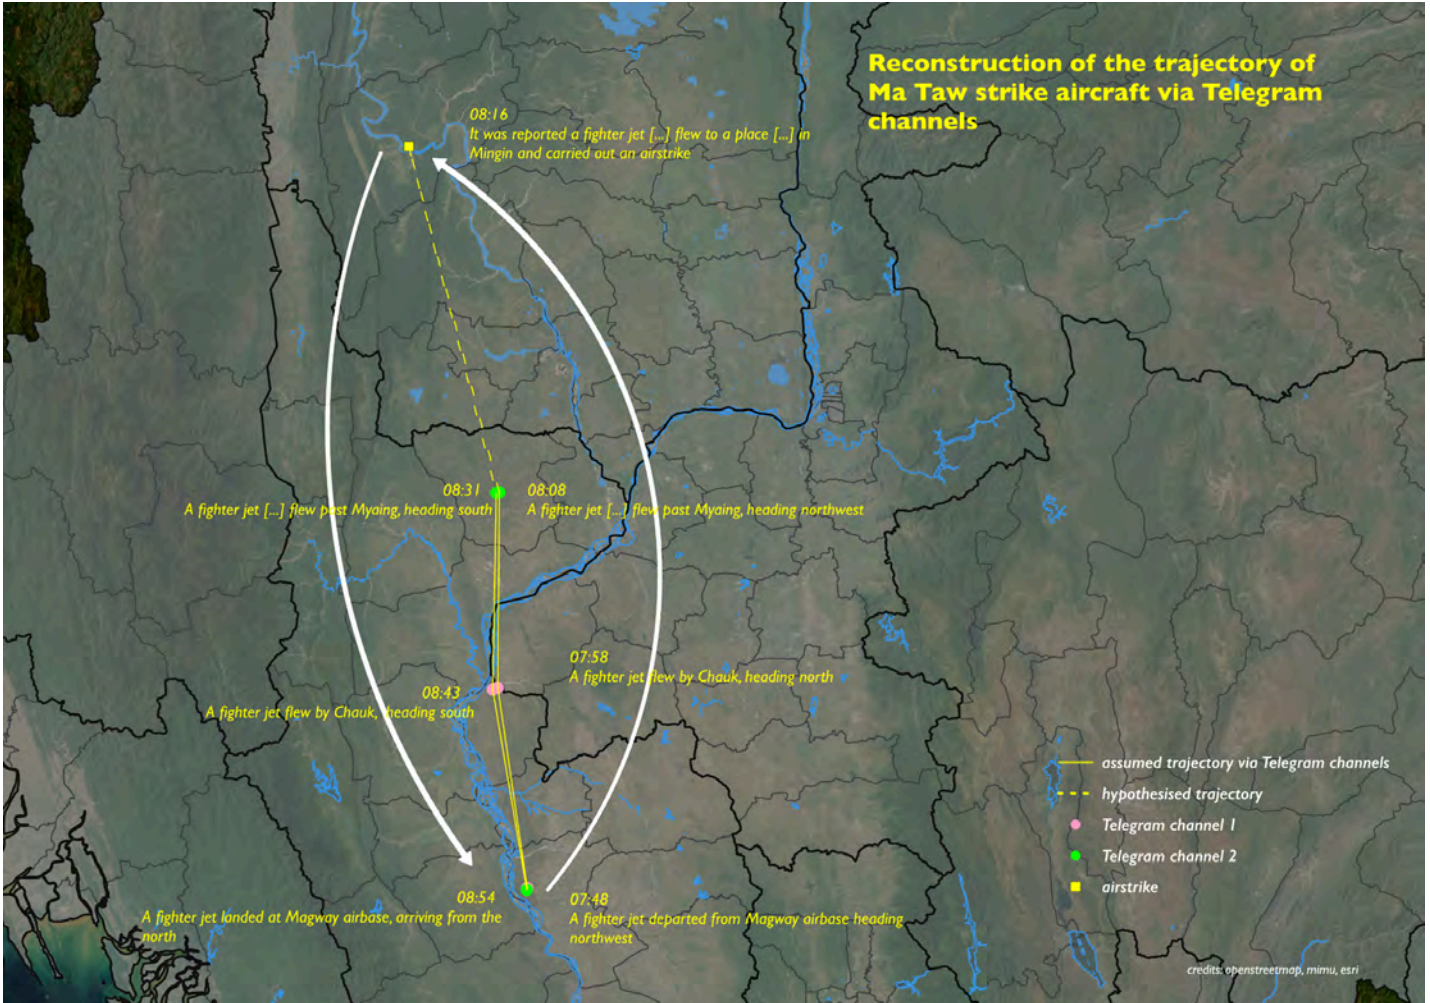 Reconstruction of the trajectory of
Ma Taw strike aircraft via Telegram
channels
08:16
It was reported a fighter jet [...] flew to a place [...] in
Mingin and carried out an airstrike
08:31
A fighter jet [...] flew past Myaing, heading south
08:08
A fighter jet [...] flew past Myaing, heading northwest
07:58
A fighter jet flew by Chauk, heading north
08:43
A fighter jet flew by Chauk, heading south
assumed trajectory via Telegram channels
hypothesised trajectory
Telegram channel 1
Telegram channel 2
airstrike
08:54
A fighter jet landed at Magway airbase, arriving from the
north
07:48
A fighter jet departed from Magway airbase heading
northwest
credits: openstreetmap, mimu, esri